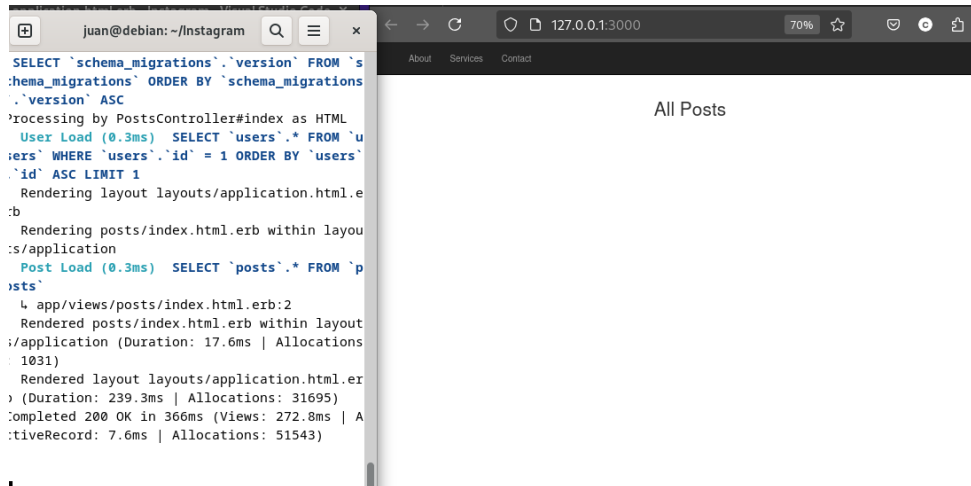 juan@debian: ~/Instagram
SELECT `schema_migrations`.`version` FROM `s
chema_migrations` ORDER BY `schema_migrations
`.`version` ASC
Processing by PostsController#index as HTML
User Load (0.3ms) SELECT `users`.* FROM `u
sers` WHERE `users`.`id` = 1 ORDER BY `users`
.`id` ASC LIMIT 1
Rendering layout layouts/application.html.e
rb
Rendering posts/index.html.erb within layou
ts/application
Post Load (0.3ms) SELECT `posts`.* FROM `p
osts`
↳ app/views/posts/index.html.erb:2
Rendered posts/index.html.erb within layout
s/application (Duration: 17.6ms | Allocations
: 1031)
Rendered layout layouts/application.html.er
b (Duration: 239.3ms | Allocations: 31695)
Completed 200 OK in 366ms (Views: 272.8ms | A
ctiveRecord: 7.6ms | Allocations: 51543)
127.0.0.1:3000
70%
About Services Contact
All Posts